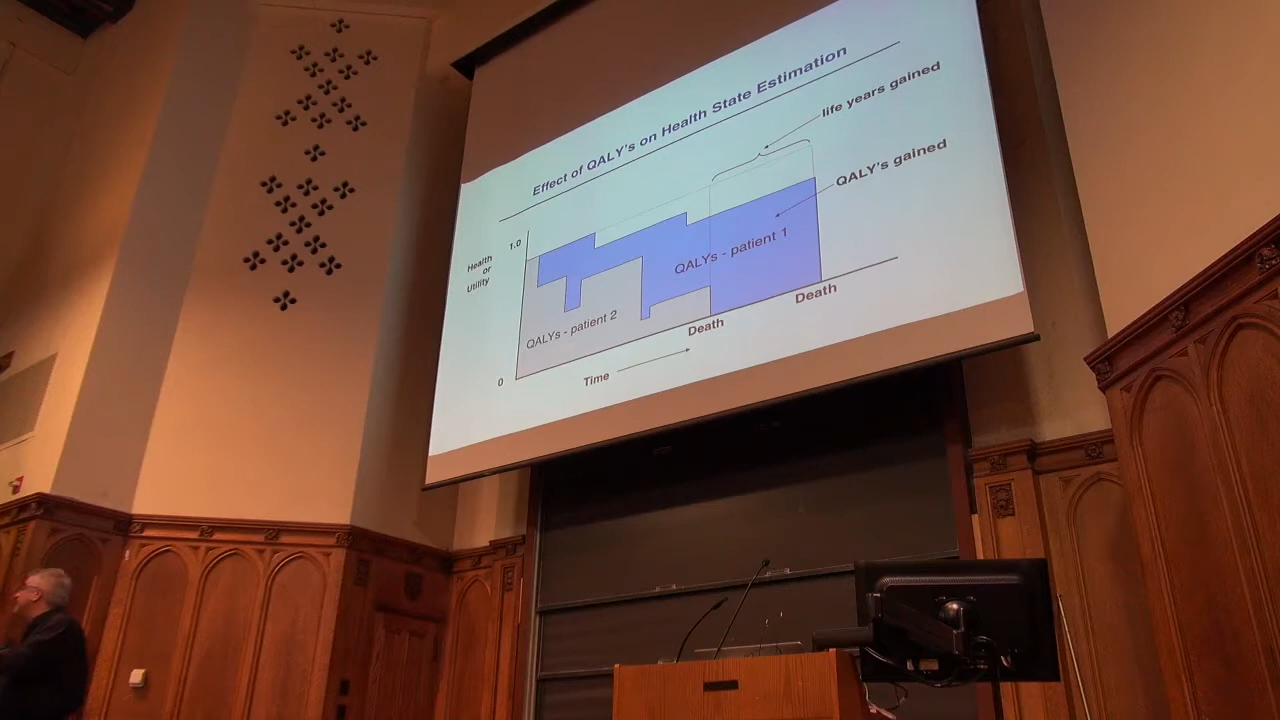 Effect of QALY's on Health State Estimation
life years gained
QALY's gained
1.0
Health
or
Utility
QALYs - patient 1
QALYs - patient 2
Death
Death
0
Time